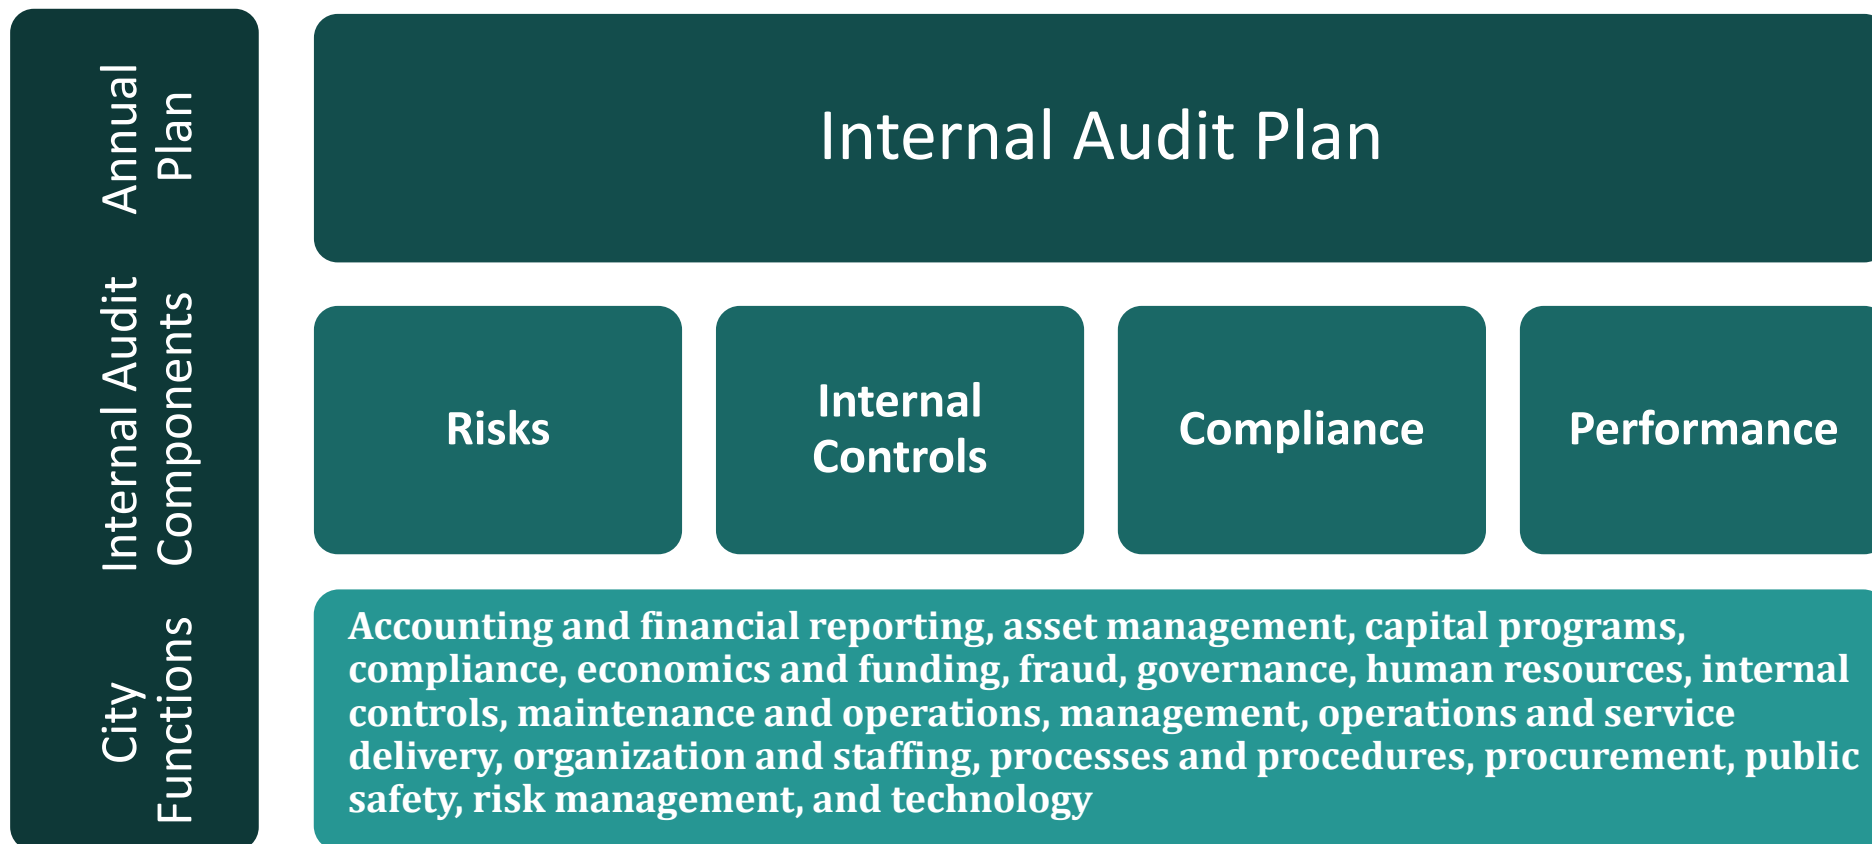 Annual
Plan
Internal Audit Plan
Internal Audit
Components
Risks
Internal
Controls
Compliance
Performance
City
Functions
Accounting and financial reporting, asset management, capital programs,
compliance, economics and funding, fraud, governance, human resources, internal
controls, maintenance and operations, management, operations and service
delivery, organization and staffing, processes and procedures, procurement, public
safety, risk management, and technology